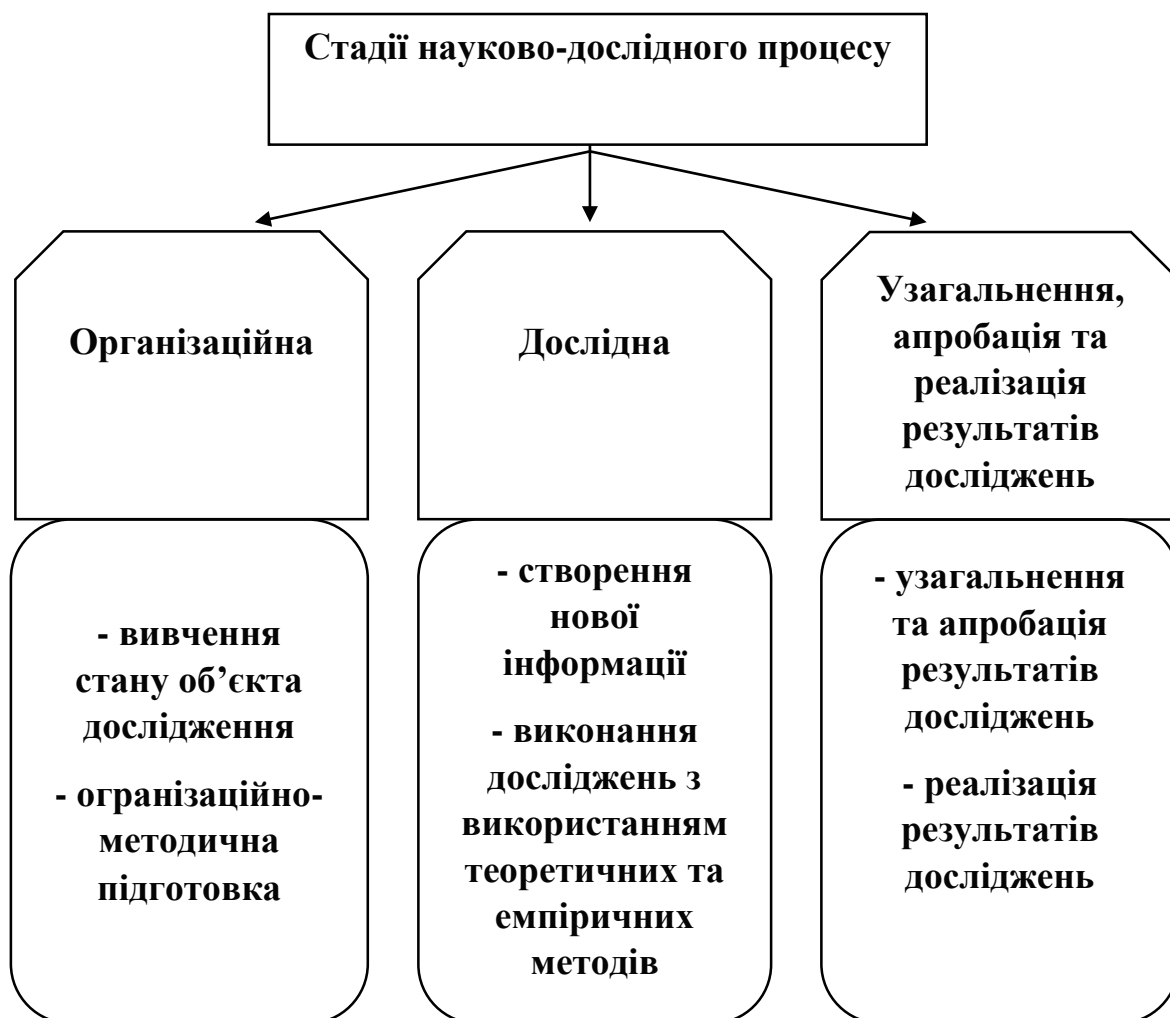 Стадії науково-дослідного процесу
Організаційна
- вивчення
стану об’єкта
дослідження
- огранізаційно-
методична
підготовка
Дослідна
- створення
нової
інформації
- виконання
досліджень з
використанням
теоретичних та
емпіричних
методів
Узагальнення,
апробація та
реалізація
результатів
досліджень
- узагальнення
та апробація
результатів
досліджень
- реалізація
результатів
досліджень